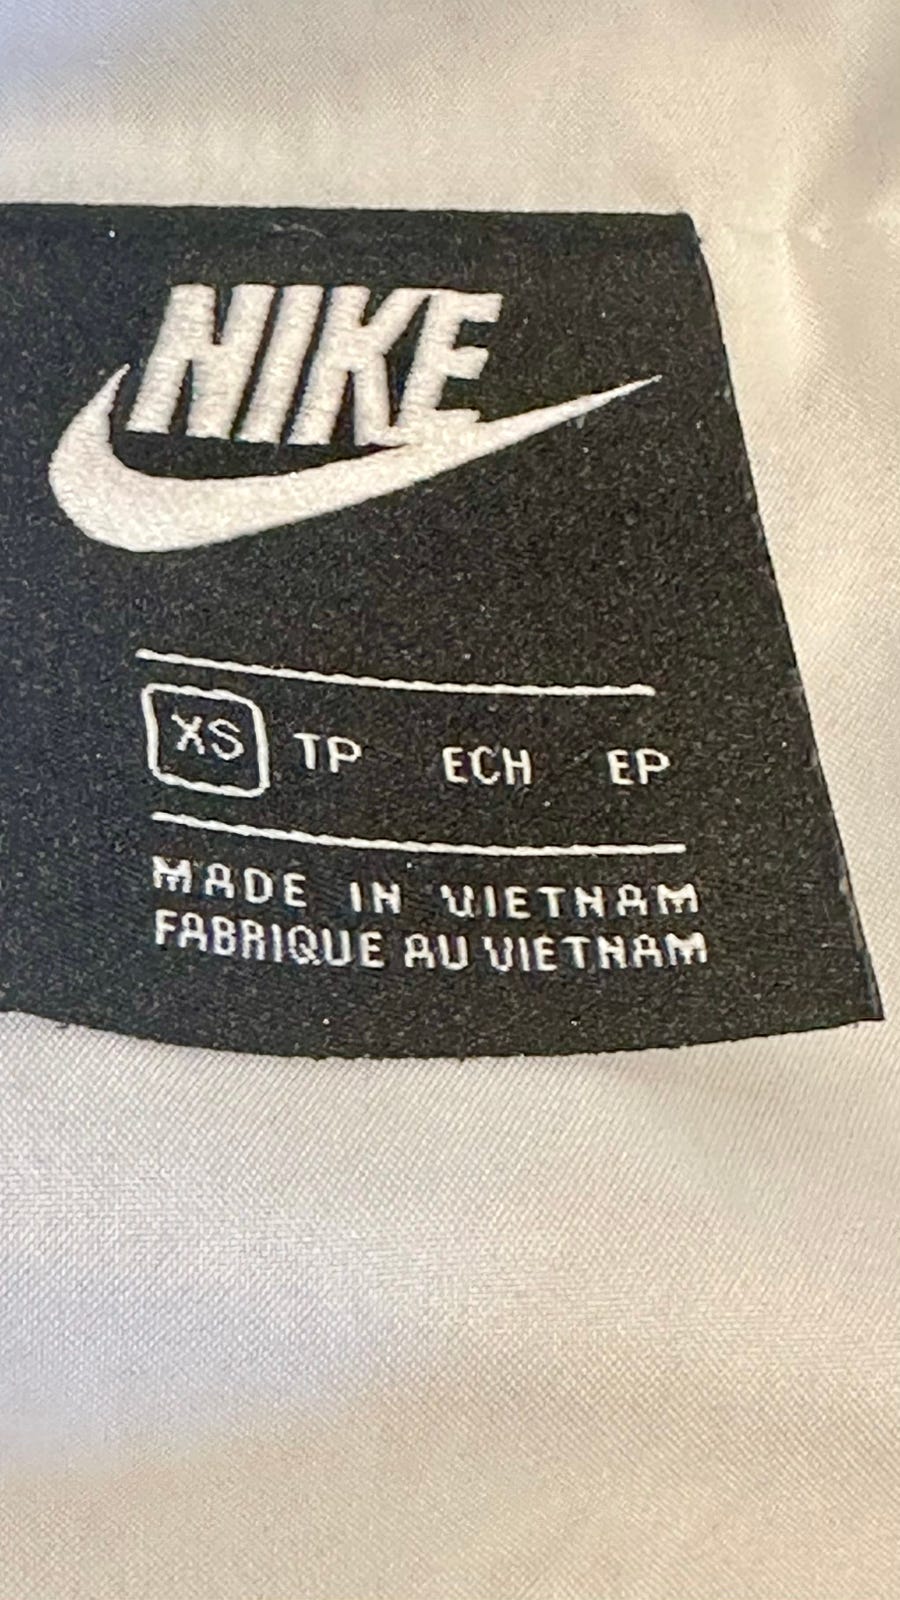 NIKE
XS TP ECH EP
MADE IN VIETNAM
FABRIQUE AU VIETNAM